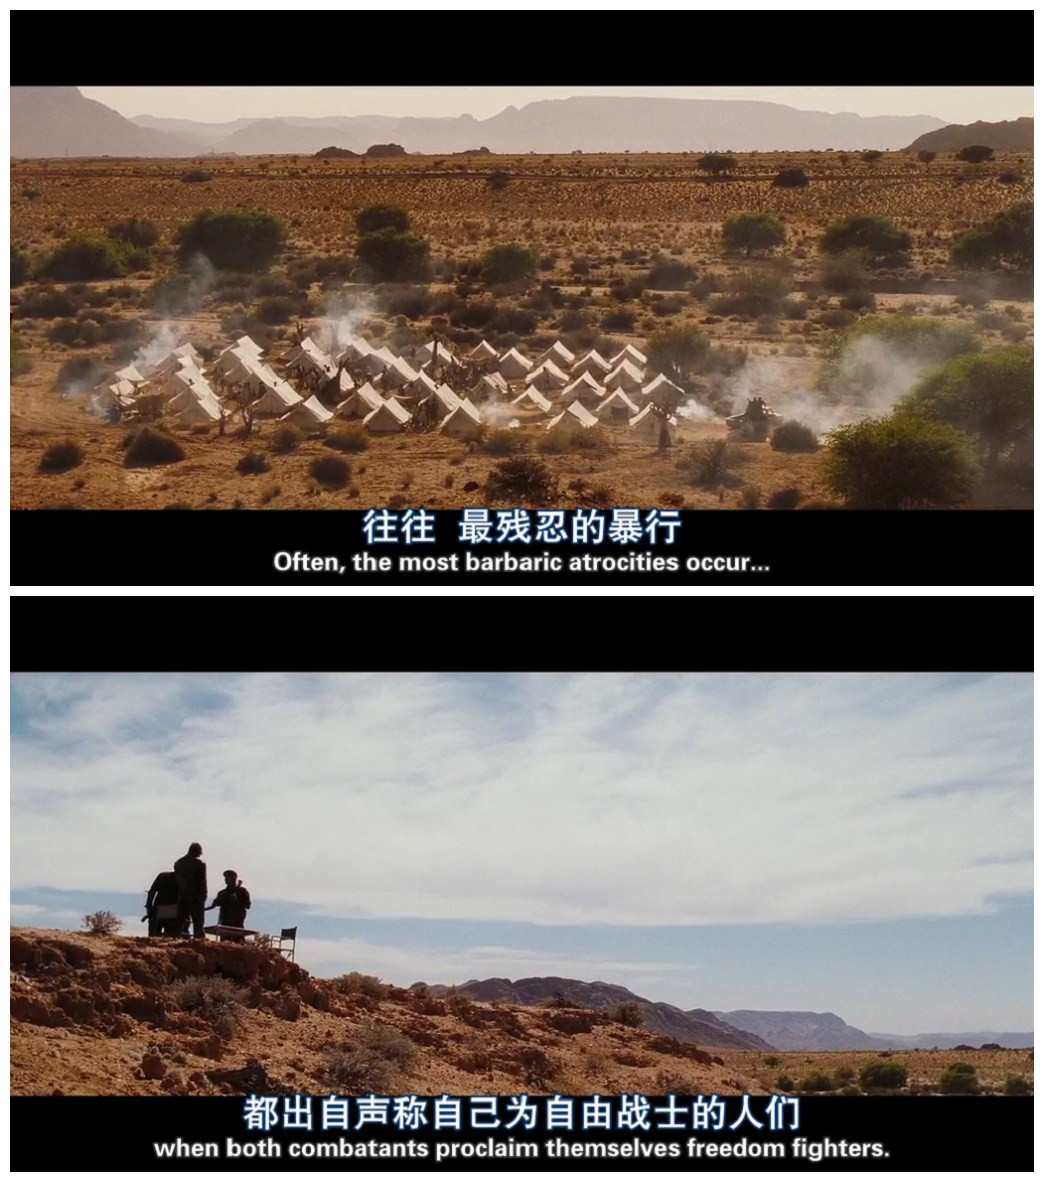 往往 最残忍的暴行
Often, the most barbaric atrocities occur...
都出自声称自己为自由战士的人们
when both combatants proclaim themselves freedom fighters.